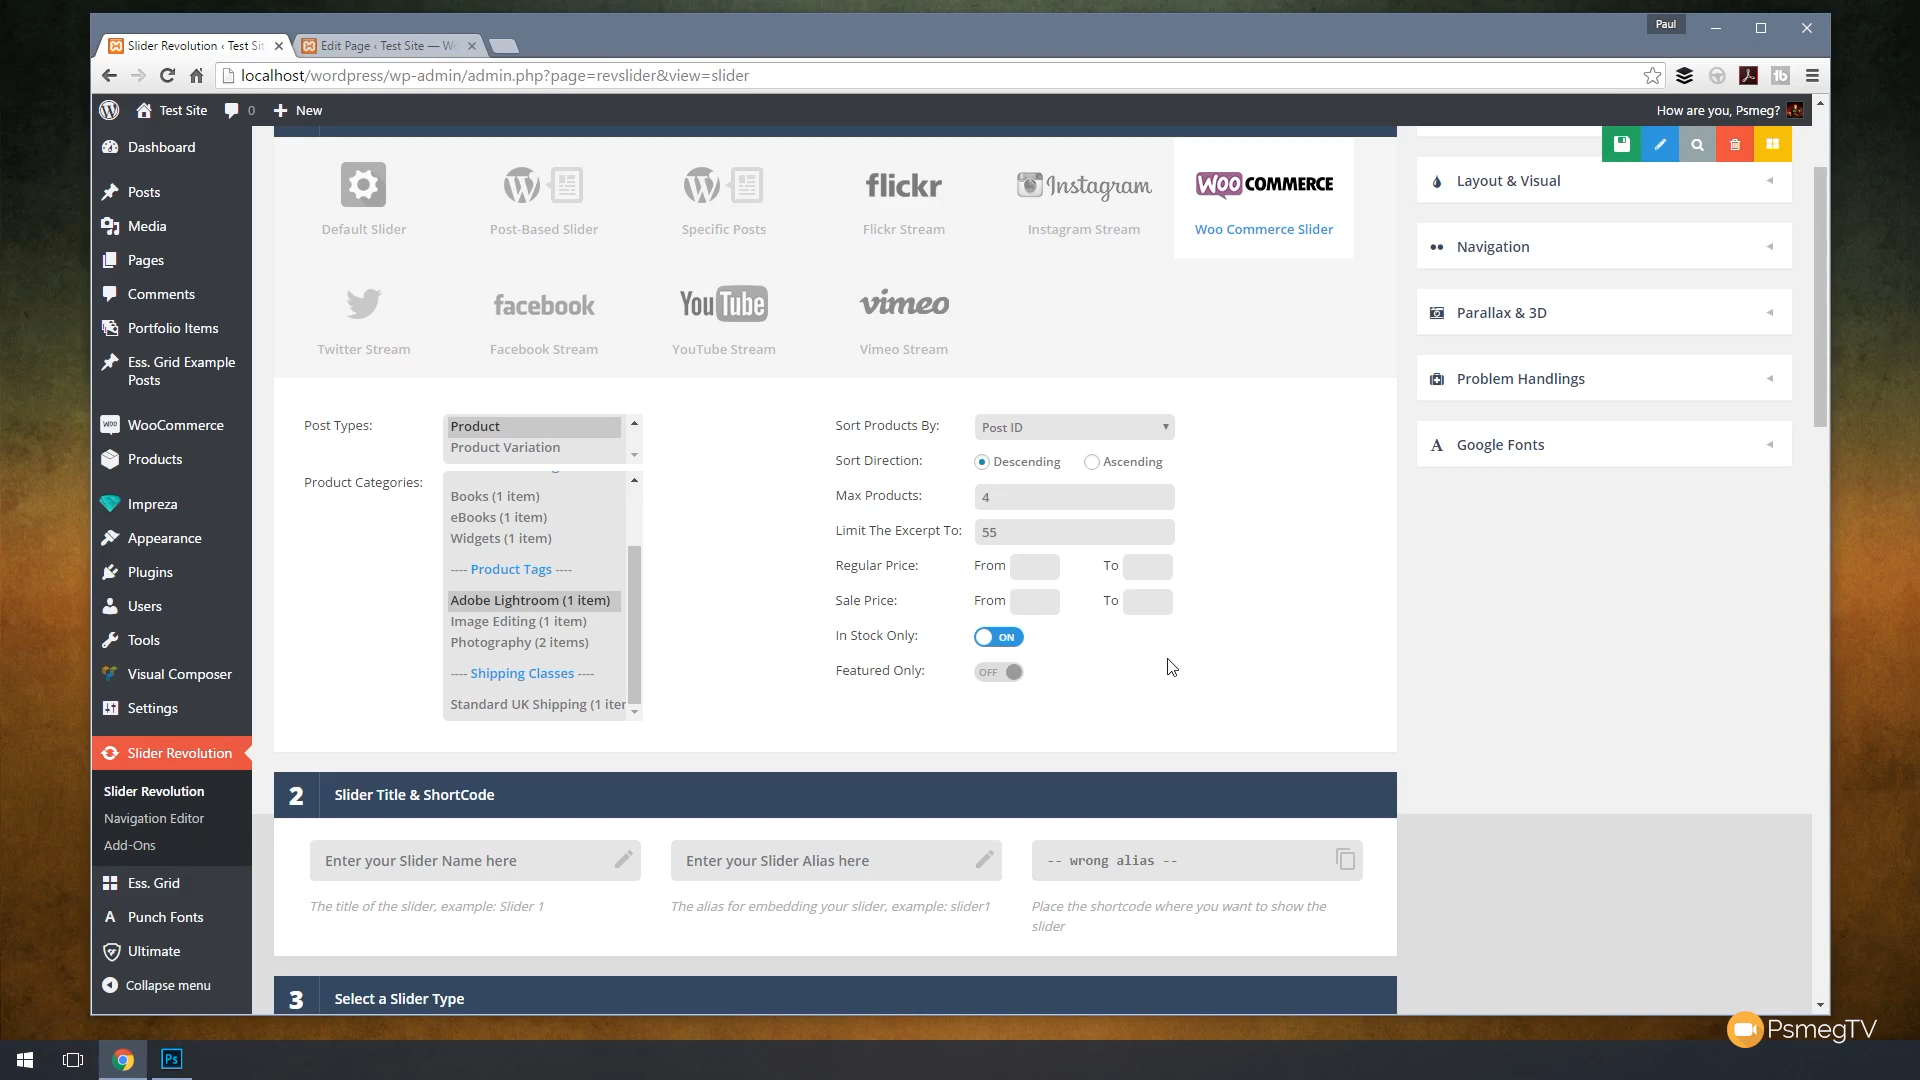 Paul
Slider Revolution ‹ Test Sit
Edit Page ‹ Test Site — W
localhost/wordpress/wp-admin/admin.php?page=revslider&view=slider
Test Site
0
New
How are you, Psmeg?
Dashboard
Posts
Media
Pages
Comments
Portfolio Items
Ess. Grid Example
Posts
WooCommerce
Products
Impreza
Appearance
Plugins
Users
Tools
Visual Composer
Settings
Slider Revolution
Slider Revolution
Navigation Editor
Add-Ons
Ess. Grid
Punch Fonts
Ultimate
Collapse menu
flickr
Instagram
WOO COMMERCE
Default Slider
Post-Based Slider
Specific Posts
Flickr Stream
Instagram Stream
Woo Commerce Slider
facebook
YouTube
vimeo
Twitter Stream
Facebook Stream
YouTube Stream
Vimeo Stream
Post Types:
Product
Product Variation
Product Categories:
Books (1 item)
eBooks (1 item)
Widgets (1 item)
---- Product Tags ----
Adobe Lightroom (1 item)
Image Editing (1 item)
Photography (2 items)
---- Shipping Classes ----
Standard UK Shipping (1 iter
Sort Products By:
Post ID
Sort Direction:
Descending
Ascending
Max Products:
4
Limit The Excerpt To:
55
Regular Price:
From
To
Sale Price:
From
To
In Stock Only:
ON
Featured Only:
OFF
2
Slider Title & ShortCode
Enter your Slider Name here
Enter your Slider Alias here
-- wrong alias --
The title of the slider, example: Slider 1
The alias for embedding your slider, example: slider1
Place the shortcode where you want to show the
slider
3
Select a Slider Type
Layout & Visual
Navigation
Parallax & 3D
Problem Handlings
Google Fonts
PsmegTV
Ps